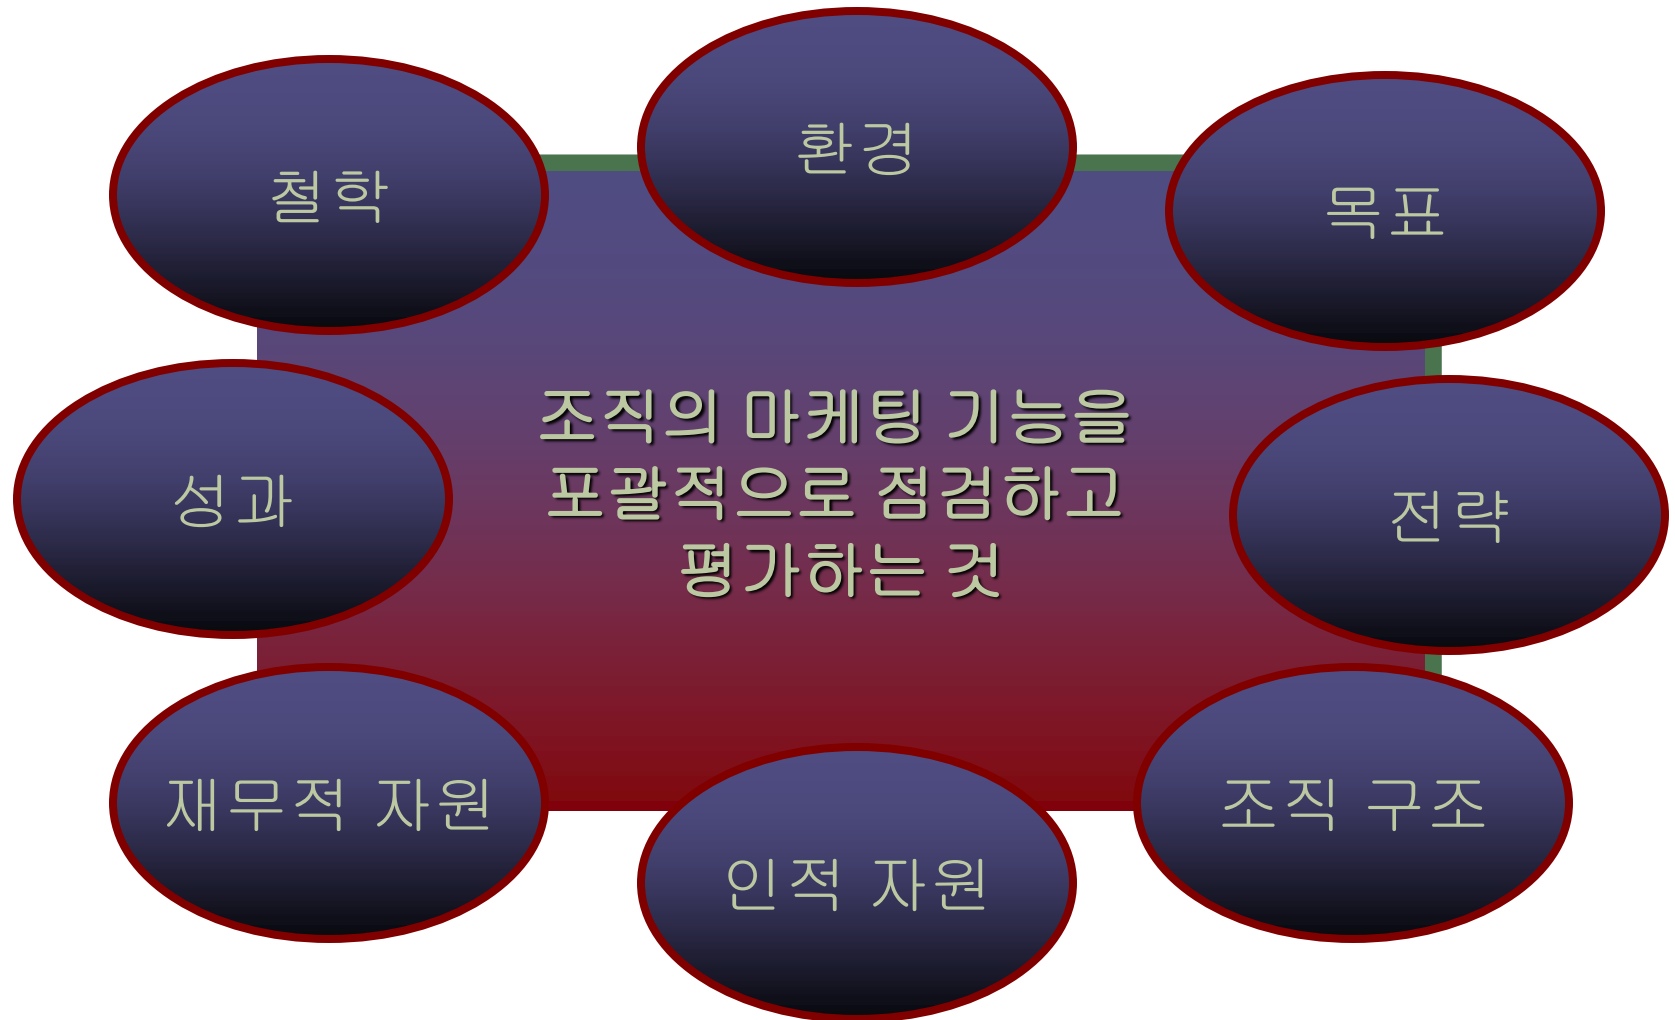 환경
철학
목표
조직의 마케팅 기능을
포괄적으로 점검하고
평가하는 것
성과
전략
재무적 자원
조직 구조
인적 자원